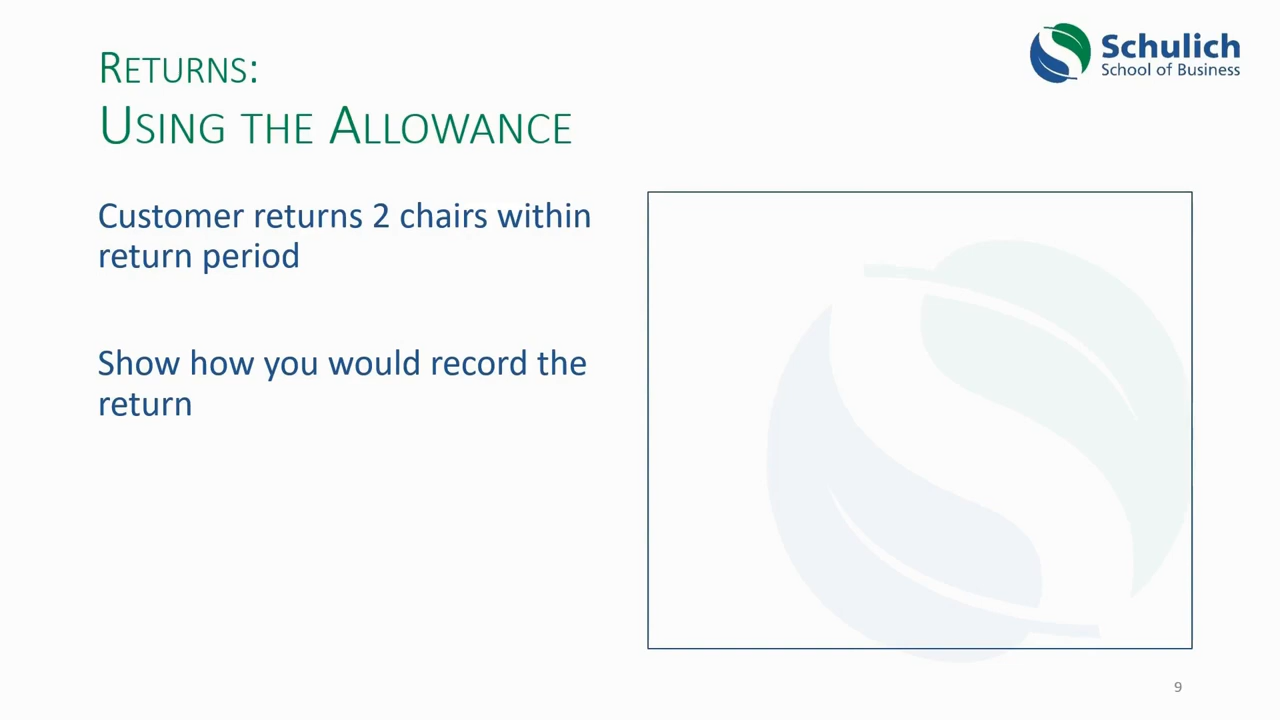 Schulich
School of Business
RETURNS:
USING THE ALLOWANCE
Customer returns 2 chairs within
return period
Show how you would record the
return
9